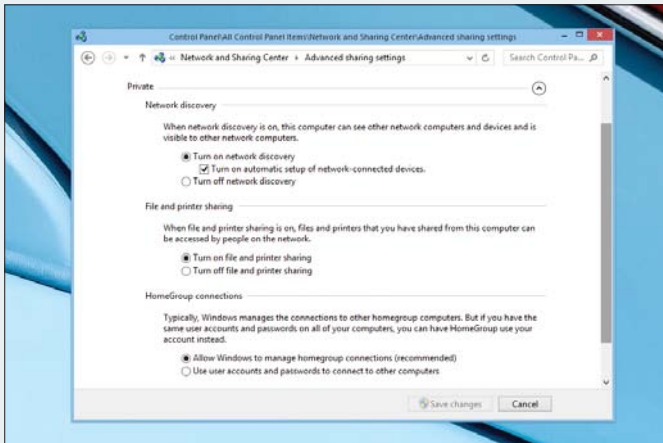 Control Panel\All Control Panel Items\Network and Sharing Center\Advanced sharing settings
« Network and Sharing Center ▸ Advanced sharing settings
Search Control Pa...
Private
Network discovery
When network discovery is on, this computer can see other network computers and devices and is
visible to other network computers.
Turn on network discovery
Turn on automatic setup of network-connected devices.
Turn off network discovery
File and printer sharing
When file and printer sharing is on, files and printers that you have shared from this computer can
be accessed by people on the network.
Turn on file and printer sharing
Turn off file and printer sharing
HomeGroup connections
Typically, Windows manages the connections to other homegroup computers. But if you have the
same user accounts and passwords on all of your computers, you can have HomeGroup use your
account instead.
Allow Windows to manage homegroup connections (recommended)
Use user accounts and passwords to connect to other computers
Save changes
Cancel